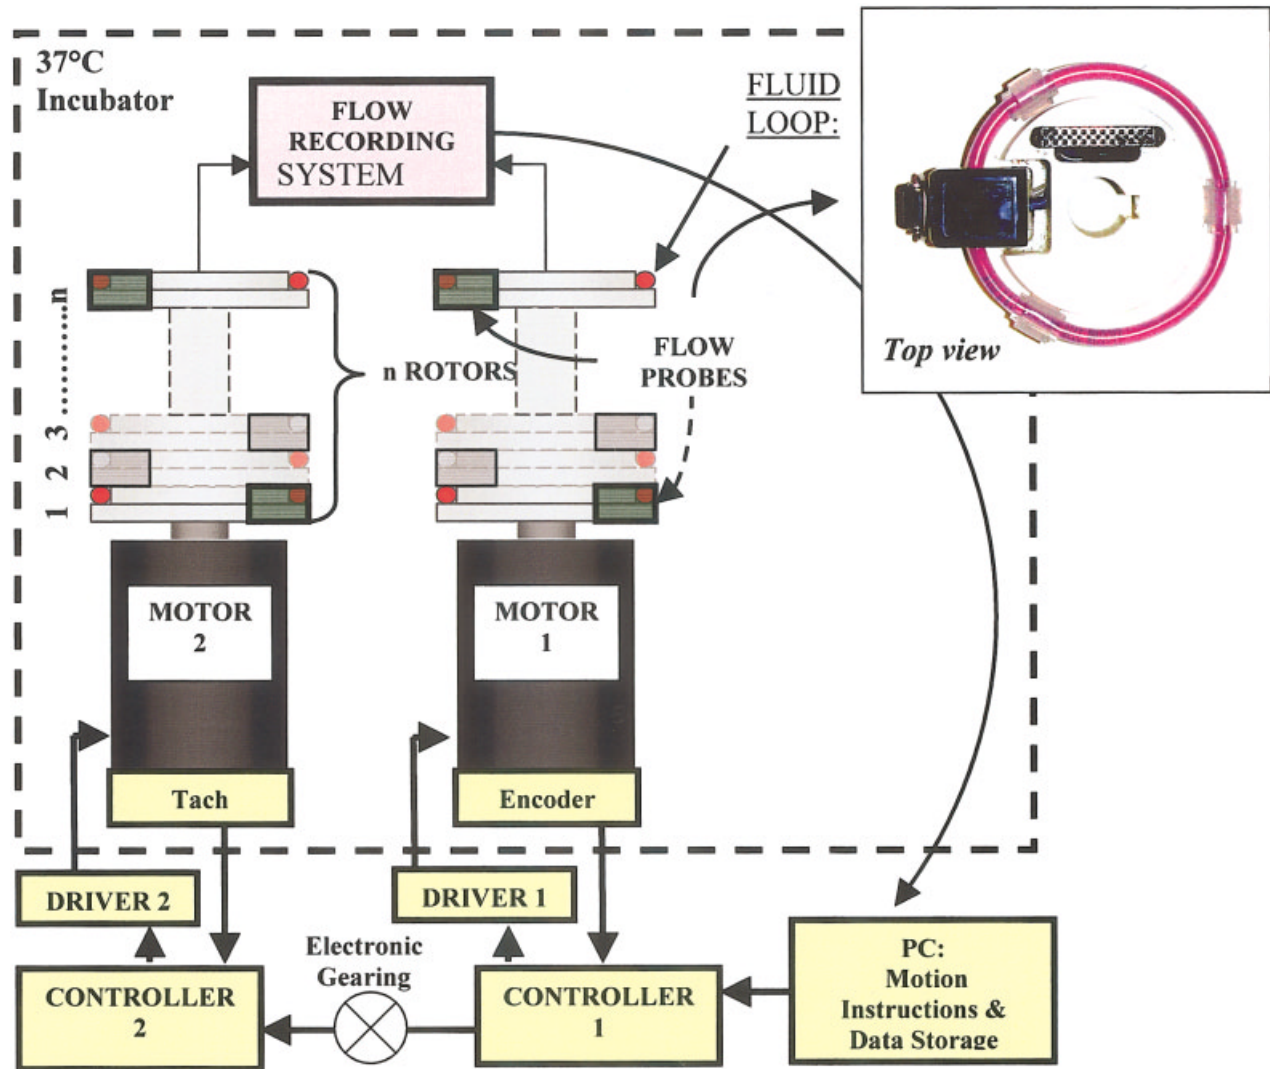 37°C
Incubator
FLOW
RECORDING
SYSTEM
FLUID
LOOP:
Top view
n
.........
3
2
1
n ROTORS
FLOW
PROBES
MOTOR
2
MOTOR
1
Tach
Encoder
DRIVER 2
DRIVER 1
Electronic
Gearing
CONTROLLER
2
CONTROLLER
1
PC:
Motion
Instructions &
Data Storage